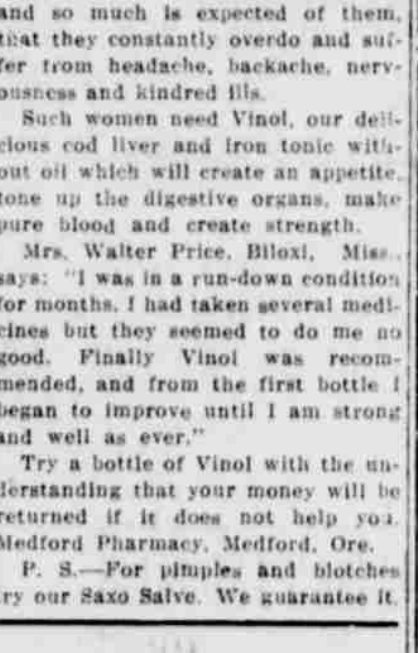 and so much is expected of them,
that they constantly overdo and suf-
fer from headache, backache, nerv-
ousness and kindred ills.
Such women need Vinol, our deli-
cious cod liver and iron tonic with-
out oil which will create an appetite,
tone up the digestive organs, make
pure blood and create strength.
Mrs. Walter Price, Biloxi, Miss.,
says: "I was in a run-down condition
for months. I had taken several medi-
cines but they seemed to do me no
good. Finally Vinol was recom-
mended, and from the first bottle I
began to improve until I am strong
and well as ever."
Try a bottle of Vinol with the un-
derstanding that your money will be
returned if it does not help you.
Medford Pharmacy, Medford, Ore.
P. S.—For pimples and blotches
try our Saxo Salve. We guarantee it.